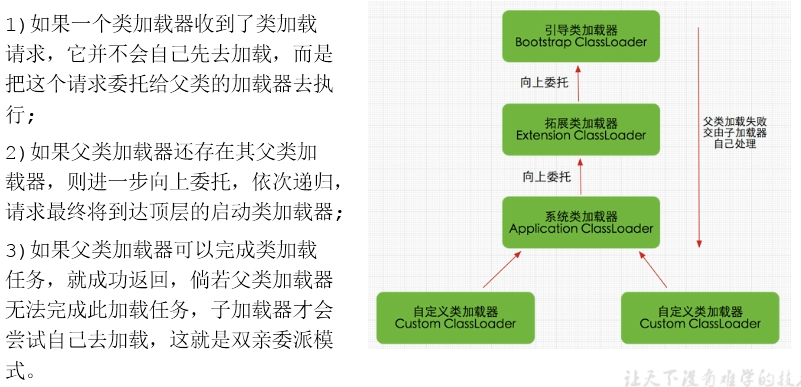 1)如果一个类加载器收到了类加载
请求，它并不会自己先去加载，而是
把这个请求委托给父类的加载器去执
行;
2)如果父类加载器还存在其父类加
载器，则进一步向上委托，依次递归，
请求最终将到达顶层的启动类加载器;
3)如果父类加载器可以完成类加载
任务，就成功返回，倘若父类加载器
无法完成此加载任务，子加载器才会
尝试自己去加载，这就是双亲委派模
式。
引导类加载器
Bootstrap ClassLoader
向上委托
拓展类加载器
Extension ClassLoader
向上委托
系统类加载器
Application ClassLoader
自定义类加载器
Custom ClassLoader
自定义类加载器
Custom ClassLoader
父类加载失败
交由子加载器
自己处理
让天下没有难学的技